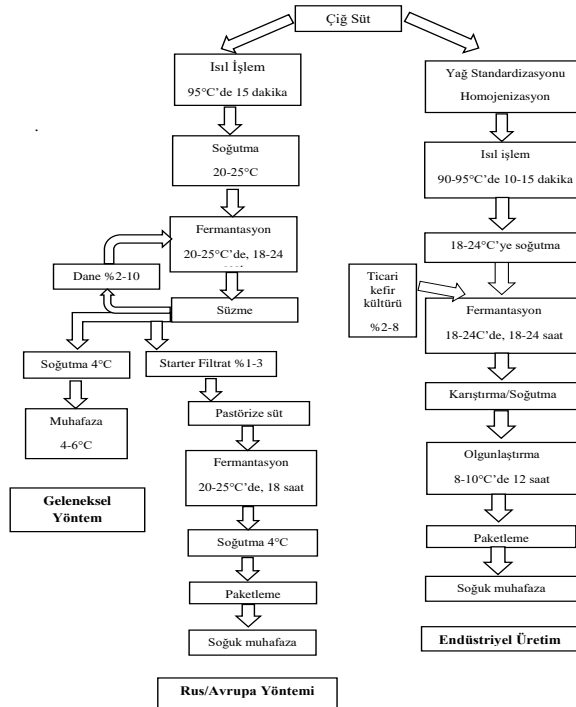 Çiğ Süt
Isıl İşlem
95°C'de 15 dakika
Soğutma
20-25°C
Fermantasyon
20-25°C'de, 18-24
Dane %2-10
Süzme
Soğutma 4°C
Muhafaza
4-6°C
Geleneksel
Yöntem
Starter Filtrat %1-3
Pastörize süt
Fermantasyon
20-25°C'de, 18 saat
Soğutma 4°C
Paketleme
Soğuk muhafaza
Rus/Avrupa Yöntemi
Yağ Standardizasyonu
Homojenizasyon
Isıl işlem
90-95°C'de 10-15 dakika
18-24°C'ye soğutma
Ticari
kefir
kültürü
%2-8
Fermantasyon
18-24C'de, 18-24 saat
Karıştırma/Soğutma
Olgunlaştırma
8-10°C'de 12 saat
Paketleme
Soğuk muhafaza
Endüstriyel Üretim